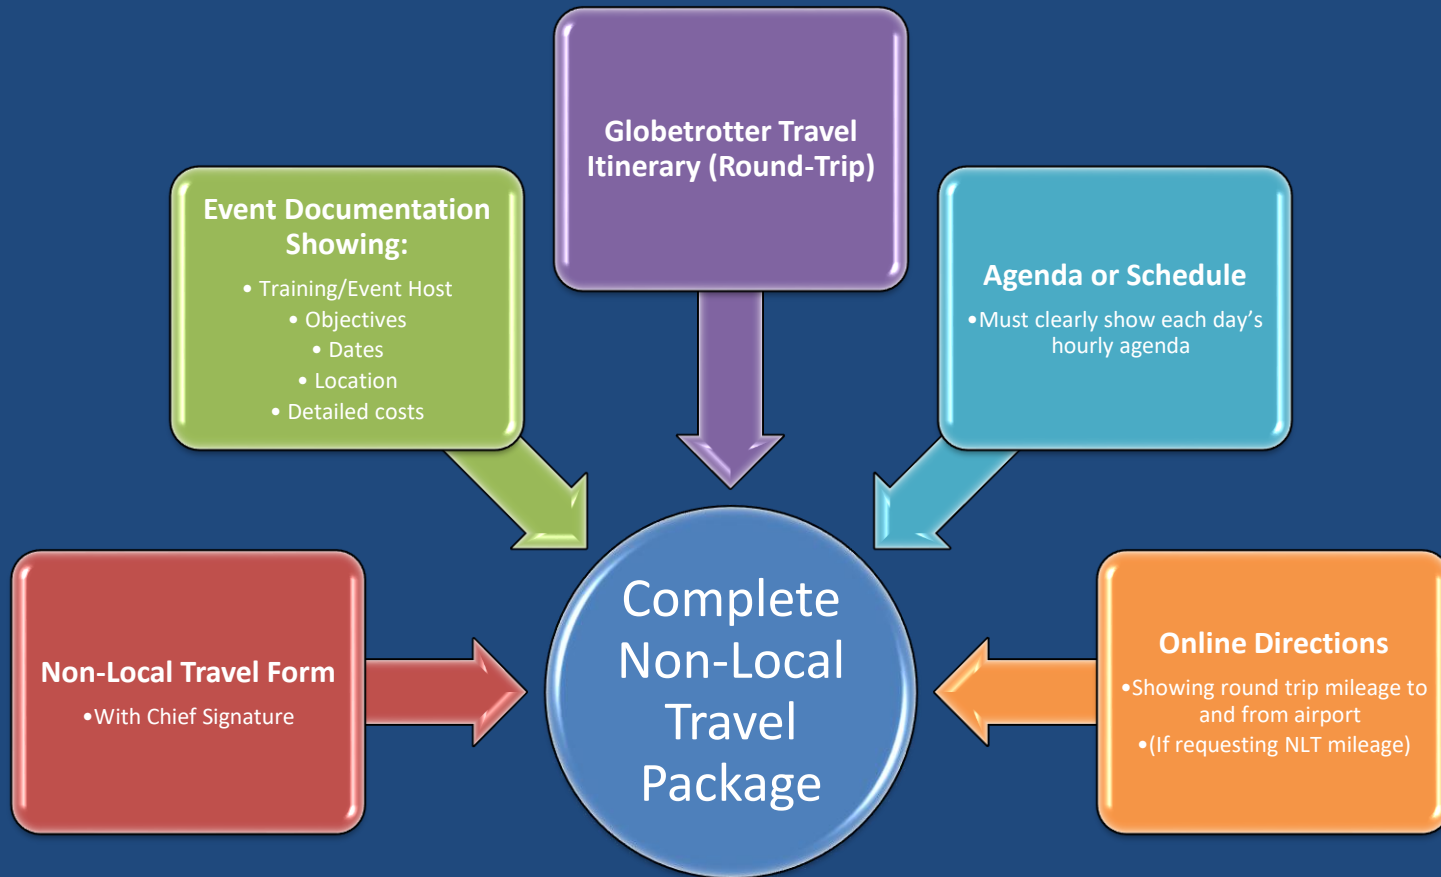 Globetrotter Travel
Itinerary (Round-Trip)
Event Documentation
Showing:
• Training/Event Host
• Objectives
• Dates
• Location
• Detailed costs
Agenda or Schedule
•Must clearly show each day’s
hourly agenda
Non-Local Travel Form
•With Chief Signature
Complete
Non-Local
Travel
Package
Online Directions
•Showing round trip mileage to
and from airport
•(If requesting NLT mileage)